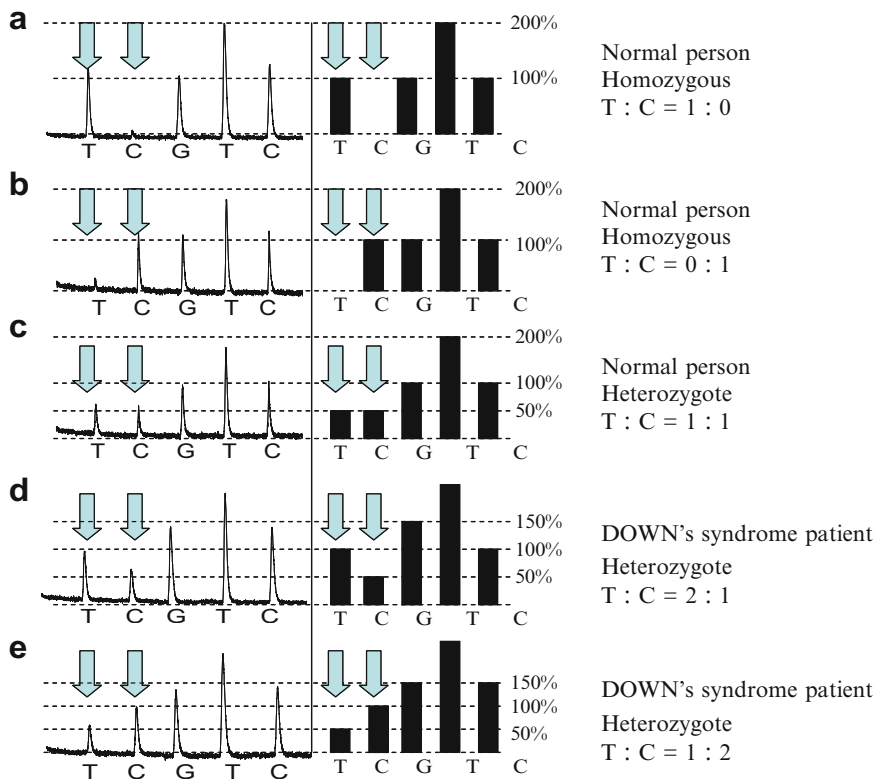 a
200%
100%
T C G T C
T C G T C
Normal person
Homozygous
T : C = 1 : 0
b
200%
100%
T C G T C
T C G T C
Normal person
Homozygous
T : C = 0 : 1
c
200%
100%
50%
T C G T C
T C G T C
Normal person
Heterozygote
T : C = 1 : 1
d
150%
100%
50%
T C G T C
T C G T C
DOWN's syndrome patient
Heterozygote
T : C = 2 : 1
e
150%
100%
50%
T C G T C
T C G T C
DOWN's syndrome patient
Heterozygote
T : C = 1 : 2